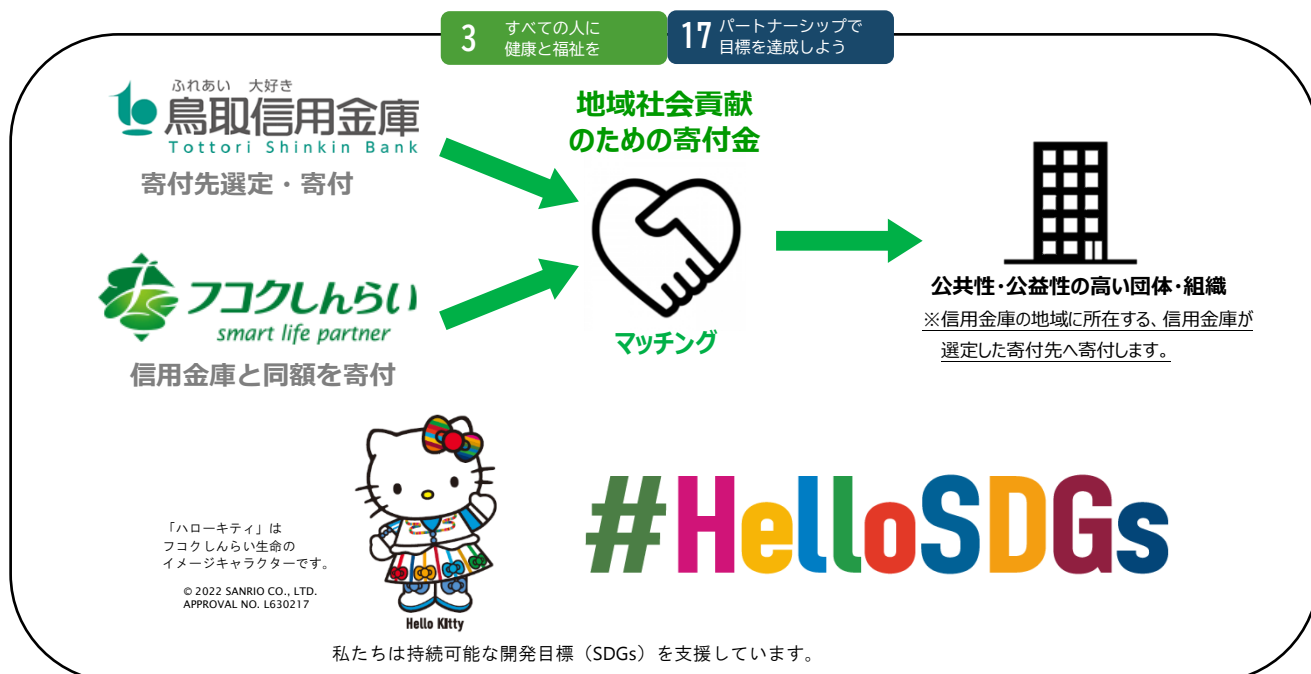 3
すべての人に
健康と福祉を
17
パートナーシップで
目標を達成しよう
ふれあい 大好き
鳥取信用金庫
Tottori Shinkin Bank
寄付先選定・寄付
地域社会貢献
のための寄付金
フコクしんらい
smart life partner
信用金庫と同額を寄付
マッチング
公共性・公益性の高い団体・組織
※信用金庫の地域に所在する、信用金庫が
選定した寄付先へ寄付します。
「ハローキティ」は
フコクしんらい生命の
イメージキャラクターです。
© 2022 SANRIO CO., LTD.
APPROVAL NO. L630217
Hello Kitty
#HelloSDGs
私たちは持続可能な開発目標（SDGs）を支援しています。